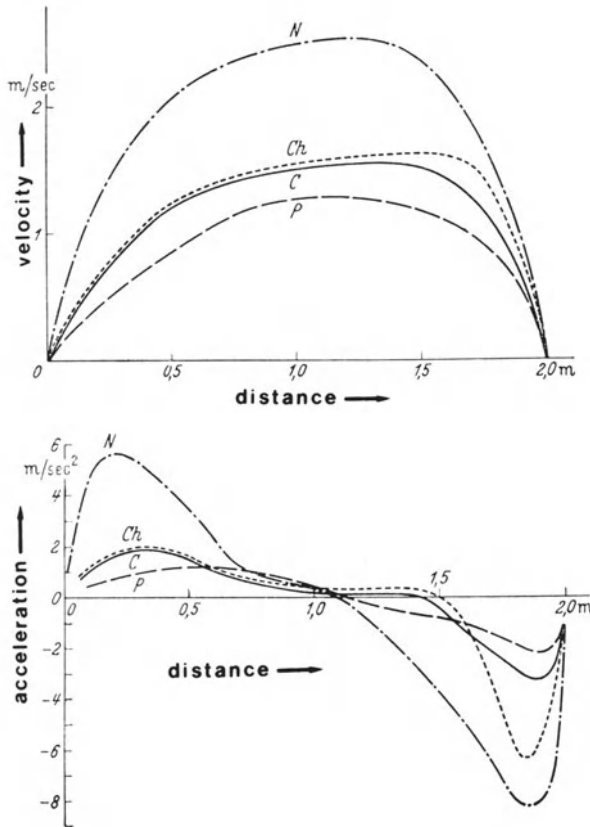 m/sec
2
1
velocity
N
Ch
C
P
0
0,5
1,0
1,5
2,0 m
distance
6
m/sec²
4
2
0
-2
-4
-6
-8
acceleration
N
Ch
C
P
0
0,5
1,0
1,5
2,0 m
distance